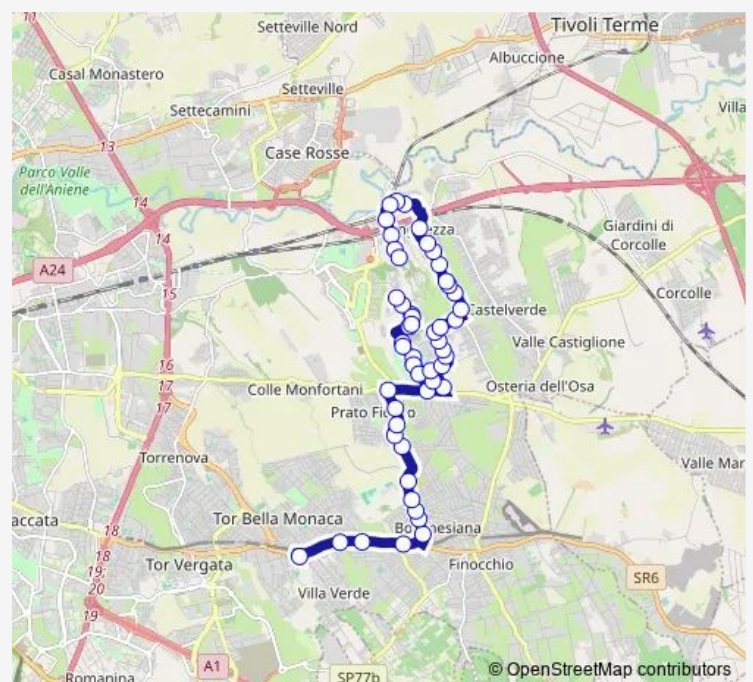 11
Setteville Nord
Tivoli Terme
Albuccione
Casal Monastero
Setteville
Settecamini
Villa
13
Case Rosse
Parco Valle
dell'Aniene
14
14
Giardini di
Corcolle
A24
15
Corcolle
Castelverde
Valle Castiglione
16
17
17
Colle Monfortani
Osteria dell'Osa
Torrenova
Valle Mar
accata
18
Tor Bella Monaca
18
19;
20
19
Tor Vergata
Finocchio
SR6
Villa Verde
A1
SP77b
Romanina
© OpenStreetMap contributors